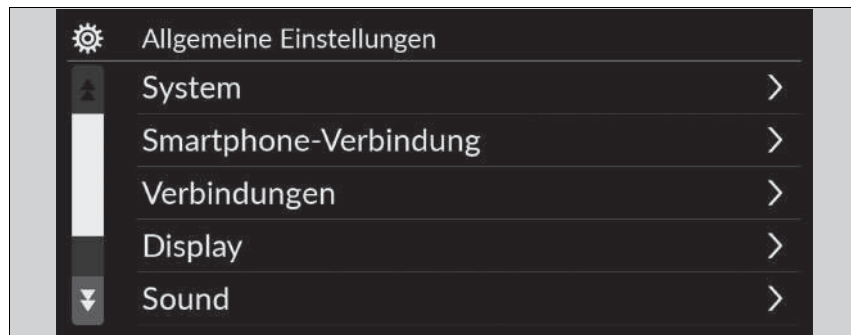 Allgemeine Einstellungen
System
Smartphone-Verbindung
Verbindungen
Display
Sound